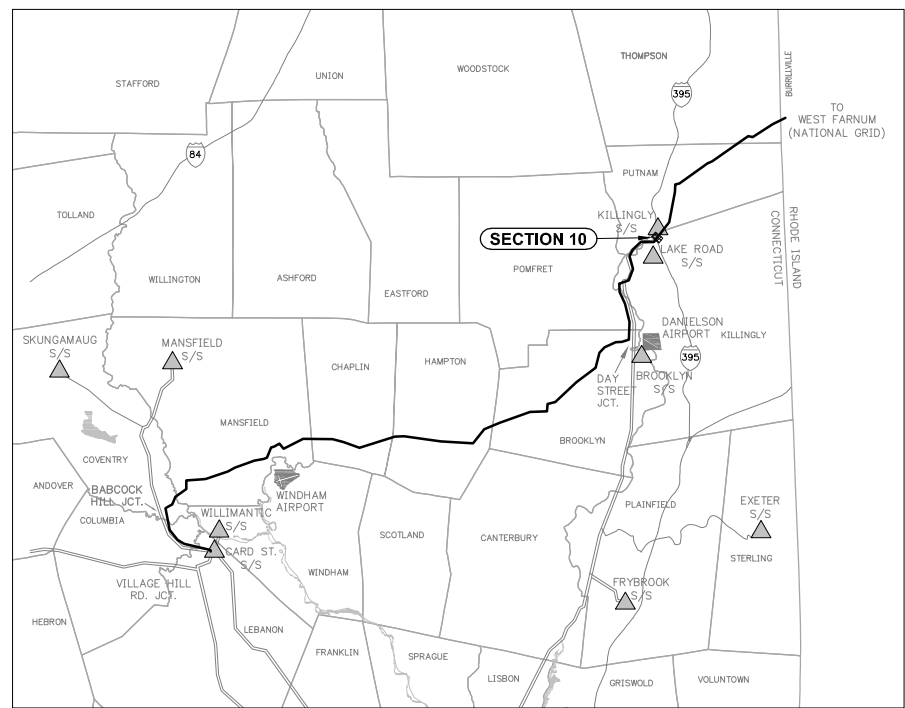 THOMPSON
WOODSTOCK
UNION
STAFFORD
BURRILLVILLE
395
TO
WEST FARNUM
(NATIONAL GRID)
84
PUTNAM
TOLLAND
KILLINGLY
S/S
RHODE ISLAND
CONNECTICUT
SECTION 10
LAKE ROAD
S/S
POMFRET
WILLINGTON
ASHFORD
EASTFORD
DANIELSON
AIRPORT
KILLINGLY
SKUNGAMAUG
S/S
MANSFIELD
S/S
CHAPLIN
HAMPTON
395
DAY
STREET
JCT.
BROOKLYN
S/S
MANSFIELD
BROOKLYN
COVENTRY
ANDOVER
BABCOCK
HILL JCT.
COLUMBIA
WINDHAM
AIRPORT
WILLIMANTIC
S/S
PLAINFIELD
EXETER
S/S
SCOTLAND
CANTERBURY
CARD ST.
S/S
STERLING
WINDHAM
VILLAGE HILL
RD. JCT.
FRYBROOK
S/S
HEBRON
LEBANON
FRANKLIN
SPRAGUE
LISBON
GRISWOLD
VOLUNTOWN